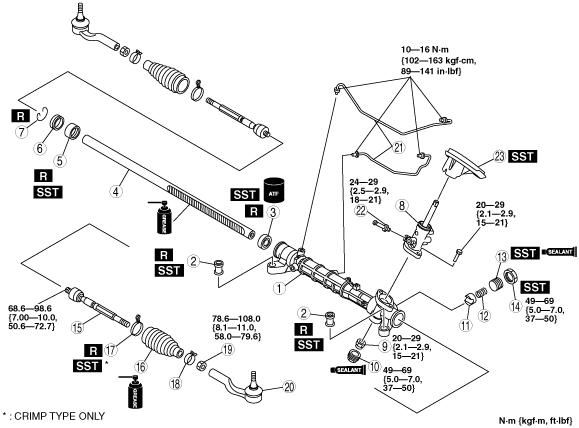 10—16 N·m
{102—163 kgf·cm,
89—141 in·lbf}
R
7
6
5
R
SST
4
GREASE
SST
ATF
R
3
21
23
SST
24—29
{2.5—2.9,
18—21}
22
8
20—29
{2.1—2.9,
15—21}
R
SST
2
1
13
SST
SEALANT
14
SST
49—69
{5.0—7.0,
37—50}
12
11
68.6—98.6
{7.00—10.0,
50.6—72.7}
15
17
R
SST *
16
GREASE
18
78.6—108.0
{8.1—11.0,
58.0—79.6}
19
20
2
R
SST
9
20—29
{2.1—2.9,
15—21}
10
SEALANT
49—69
{5.0—7.0,
37—50}
* : CRIMP TYPE ONLY
N·m {kgf·m, ft·lbf}